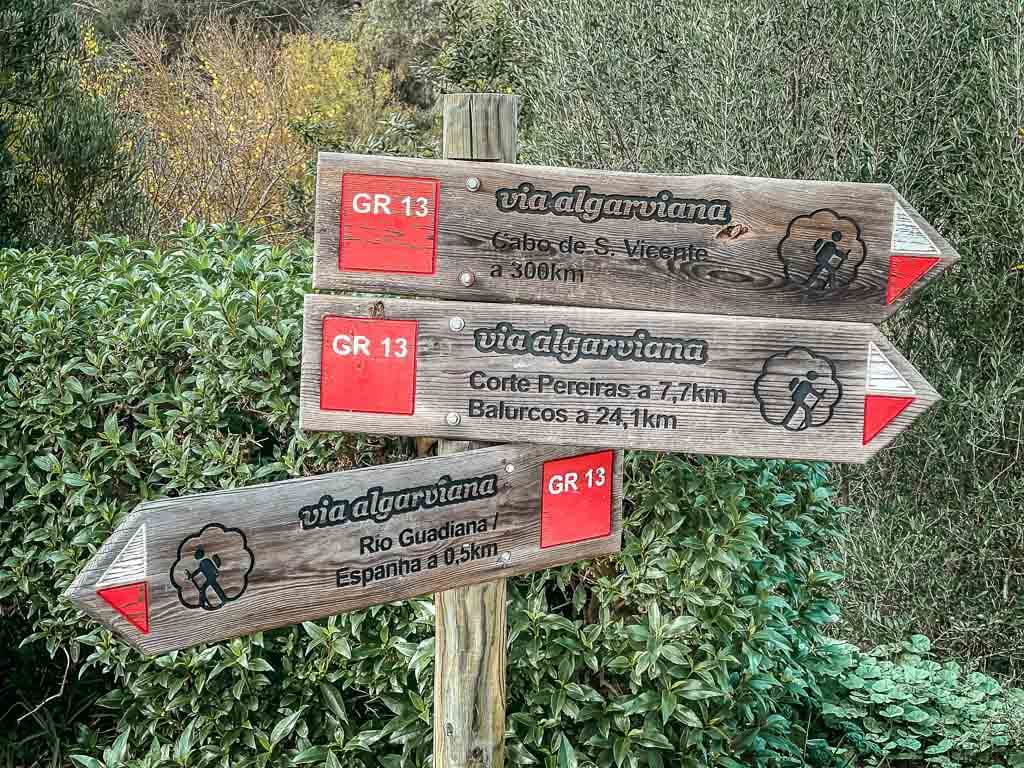 GR 13
via algarviana
Cabo de S. Vicente
a 300km
GR 13
via algarviana
Corte Pereiras a 7,7km
Balurcos a 24,1km
via algarviana
GR 13
Rio Guadiana /
Espanha a 0,5km